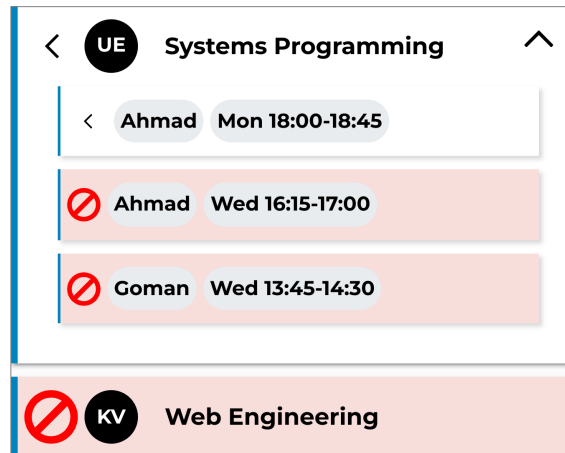 UE Systems Programming
Ahmad Mon 18:00-18:45
Ahmad Wed 16:15-17:00
Goman Wed 13:45-14:30
KV Web Engineering